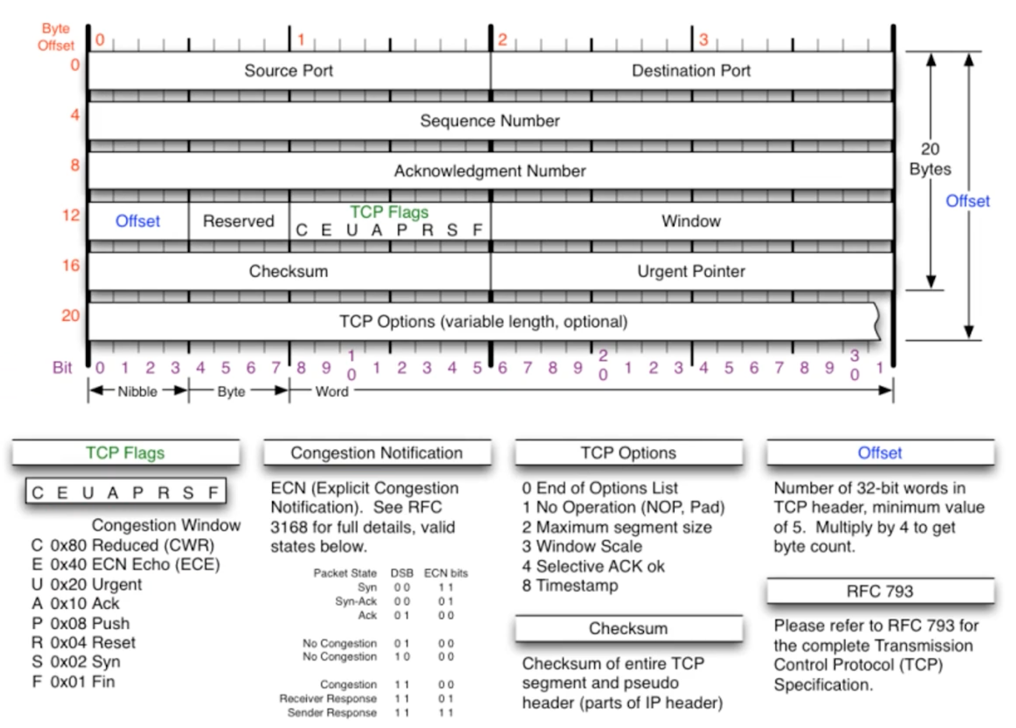 Byte
Offset
0 1 2 3
0 Source Port Destination Port
4 Sequence Number
8 Acknowledgment Number
12 Offset Reserved TCP Flags Window
C E U A P R S F
16 Checksum Urgent Pointer
20 TCP Options (variable length, optional)
20
Bytes
Offset
Bit 0 1 2 3 4 5 6 7 8 9 10 1 2 3 4 5 6 7 8 9 20 1 2 3 4 5 6 7 8 9 30 1
Nibble Byte Word
TCP Flags
C E U A P R S F
Congestion Window
C 0x80 Reduced (CWR)
E 0x40 ECN Echo (ECE)
U 0x20 Urgent
A 0x10 Ack
P 0x08 Push
R 0x04 Reset
S 0x02 Syn
F 0x01 Fin
Congestion Notification
ECN (Explicit Congestion
Notification). See RFC
3168 for full details, valid
states below.
Packet State DSB ECN bits
Syn 0 0 1 1
Syn-Ack 0 0 0 1
Ack 0 1 0 0
No Congestion 0 1 0 0
No Congestion 1 0 0 0
Congestion 1 1 0 0
Receiver Response 1 1 0 1
Sender Response 1 1 1 1
TCP Options
0 End of Options List
1 No Operation (NOP, Pad)
2 Maximum segment size
3 Window Scale
4 Selective ACK ok
8 Timestamp
Checksum
Checksum of entire TCP
segment and pseudo
header (parts of IP header)
Offset
Number of 32-bit words in
TCP header, minimum value
of 5. Multiply by 4 to get
byte count.
RFC 793
Please refer to RFC 793 for
the complete Transmission
Control Protocol (TCP)
Specification.